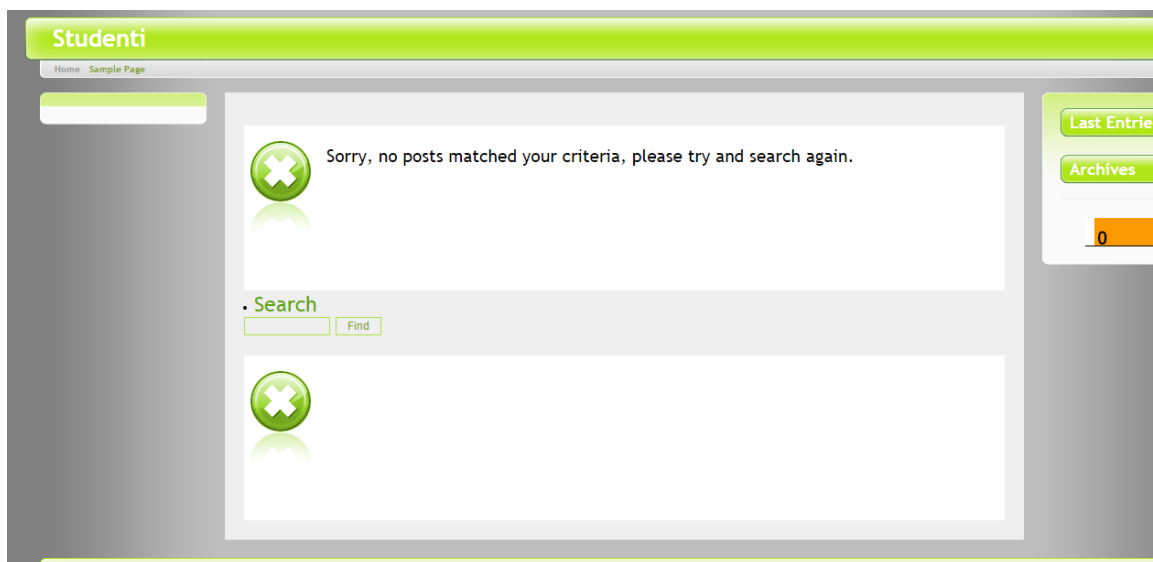 Studenti
Home Sample Page
Sorry, no posts matched your criteria, please try and search again.
Search
Find
Last Entrie
Archives
0